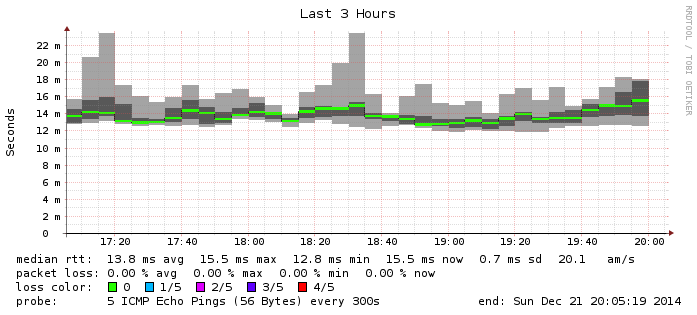 Last 3 Hours
RRDTOOL / TOBI OETIKER
Seconds
22 m
20 m
18 m
16 m
14 m
12 m
10 m
8 m
6 m
4 m
2 m
0
17:20 17:40 18:00 18:20 18:40 19:00 19:20 19:40 20:00
median rtt: 13.8 ms avg 15.5 ms max 12.8 ms min 15.5 ms now 0.7 ms sd 20.1 am/s
packet loss: 0.00 % avg 0.00 % max 0.00 % min 0.00 % now
loss color: 0 1/5 2/5 3/5 4/5
probe: 5 ICMP Echo Pings (56 Bytes) every 300s end: Sun Dec 21 20:05:19 2014